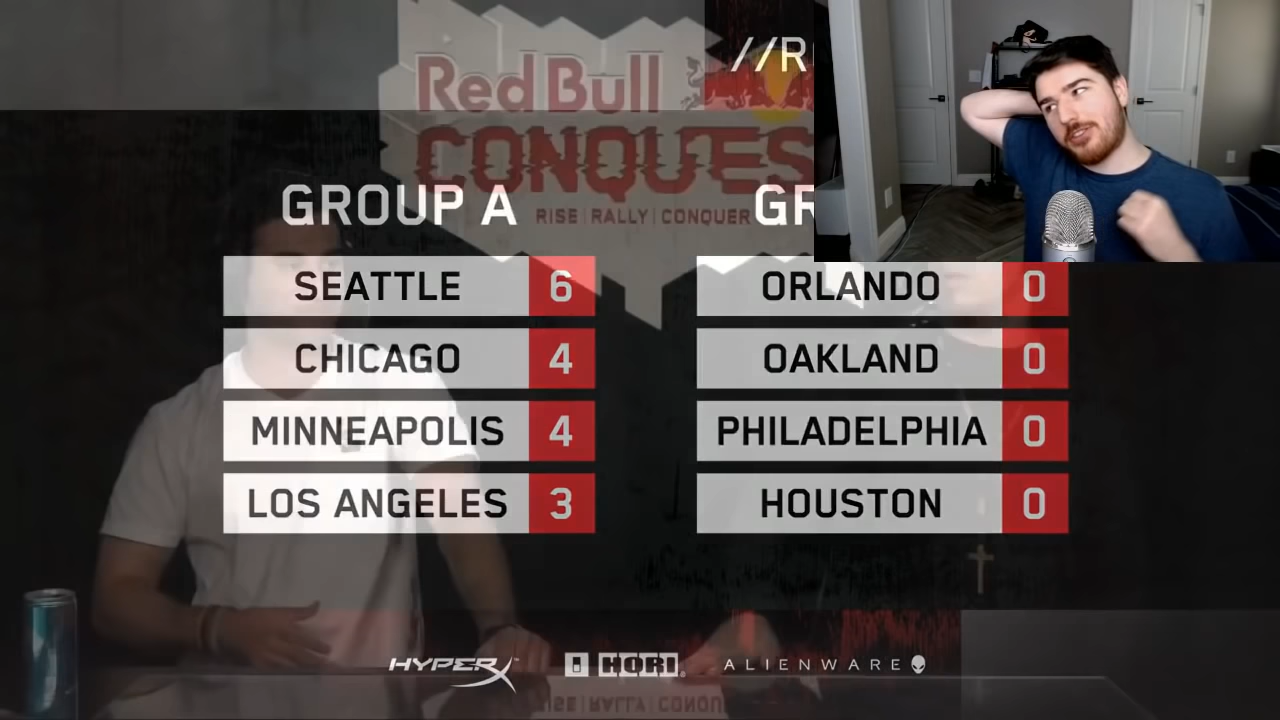 //R
Red Bull
CONQUES
RISE | RALLY | CONQUER
GROUP A
GR
SEATTLE 6
CHICAGO 4
MINNEAPOLIS 4
LOS ANGELES 3
ORLANDO 0
OAKLAND 0
PHILADELPHIA 0
HOUSTON 0
HYPERX™
HORI®
ALIENWARE